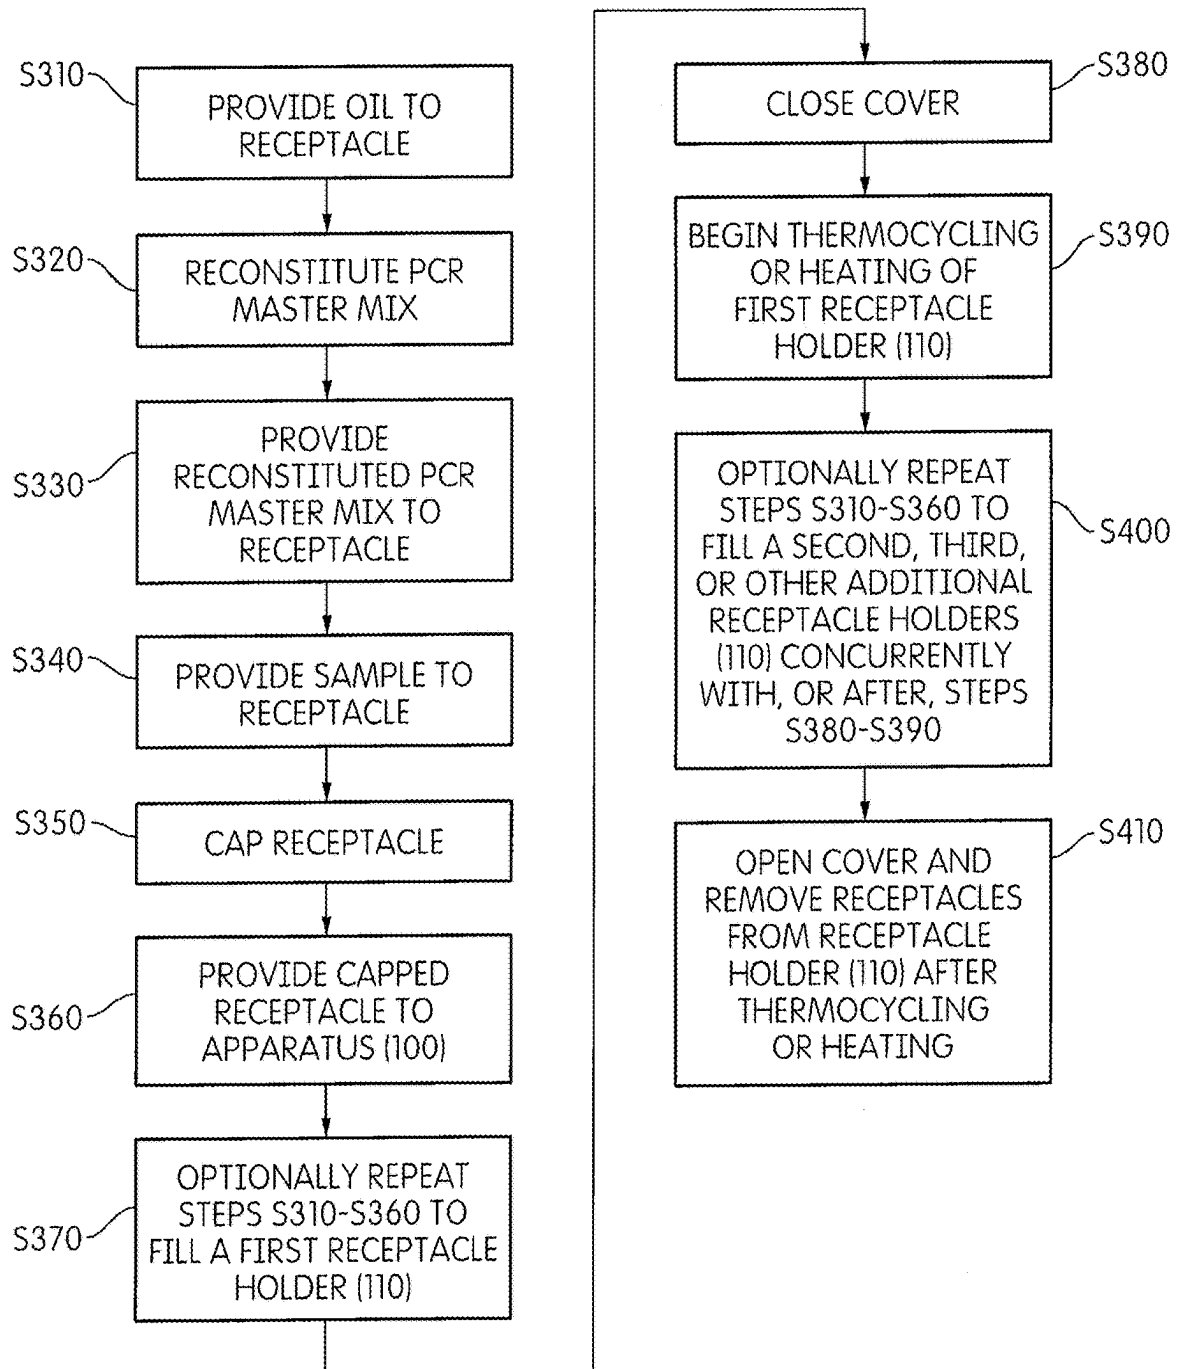 S310
PROVIDE OIL TO
RECEPTACLE
S320
RECONSTITUTE PCR
MASTER MIX
S330
PROVIDE
RECONSTITUTED PCR
MASTER MIX TO
RECEPTACLE
S340
PROVIDE SAMPLE TO
RECEPTACLE
S350
CAP RECEPTACLE
S360
PROVIDE CAPPED
RECEPTACLE TO
APPARATUS (100)
S370
OPTIONALLY REPEAT
STEPS S310-S360 TO
FILL A FIRST RECEPTACLE
HOLDER (110)
S380
CLOSE COVER
S390
BEGIN THERMOCYCLING
OR HEATING OF
FIRST RECEPTACLE
HOLDER (110)
S400
OPTIONALLY REPEAT
STEPS S310-S360 TO
FILL A SECOND, THIRD,
OR OTHER ADDITIONAL
RECEPTACLE HOLDERS
(110) CONCURRENTLY
WITH, OR AFTER, STEPS
S380-S390
S410
OPEN COVER AND
REMOVE RECEPTACLES
FROM RECEPTACLE
HOLDER (110) AFTER
THERMOCYCLING
OR HEATING